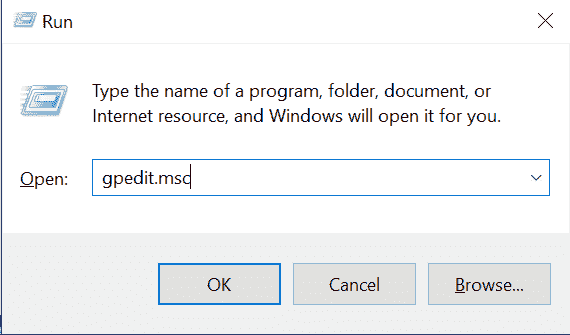 Run
Type the name of a program, folder, document, or
Internet resource, and Windows will open it for you.
Open: gpedit.msc
OK Cancel Browse...